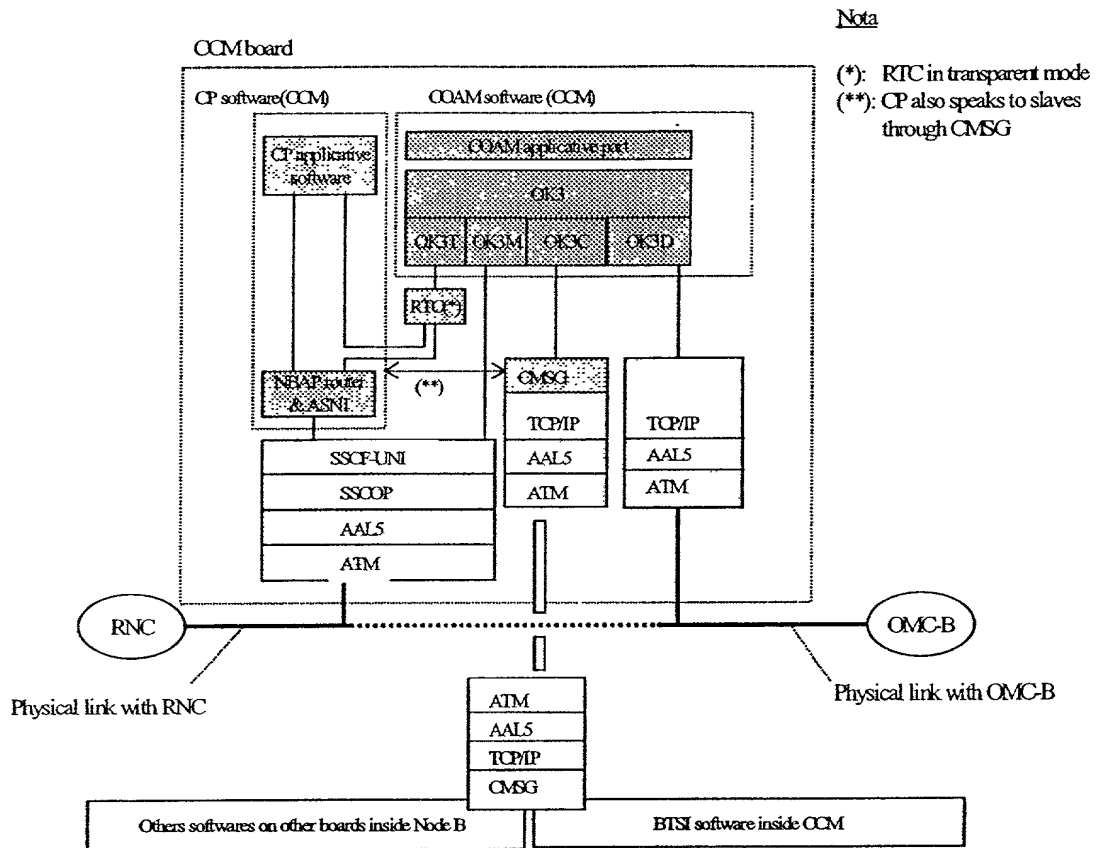 Nota
CCM board
(*): RTC in transparent mode
(**): CP also speaks to slaves
through CMSG
CP software(CCM)
COAM software (CCM)
CP applicative
software
COAM applicative part
OK3
OK3T
OK3M
OK3C
OK3D
RTC(*)
NBAP router
& ASN1
(**)
CMSG
TCP/IP
AAL5
ATM
TCP/IP
AAL5
ATM
SSCF-UNI
SSCOP
AAL5
ATM
RNC
OMC-B
Physical link with RNC
Physical link with OMC-B
ATM
AAL5
TCP/IP
CMSG
Others softwares on other boards inside Node B
BTSI software inside CCM